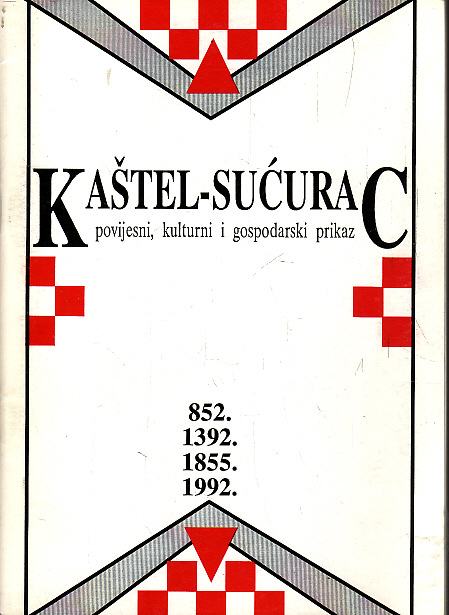 KAŠTEL-SUĆURAC
povijesni, kulturni i gospodarski prikaz
852.
1392.
1855.
1992.